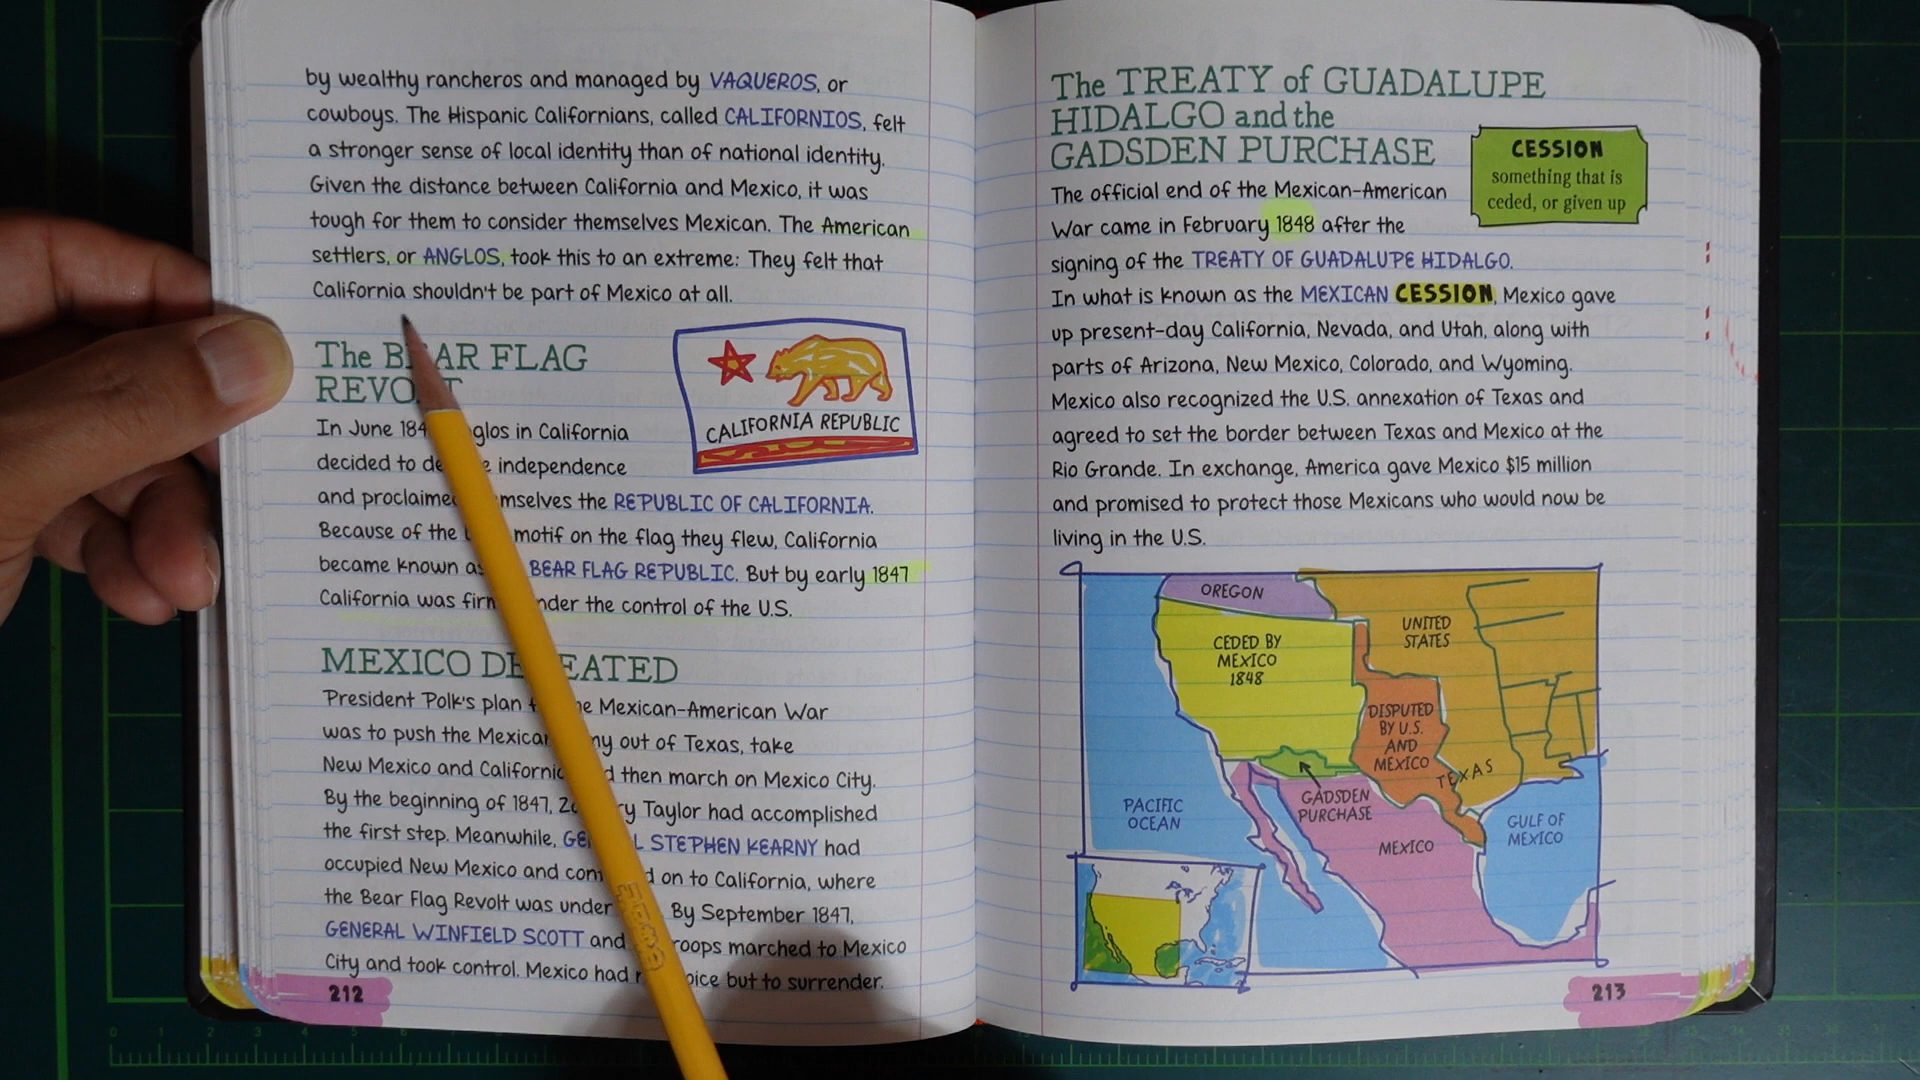 by wealthy rancheros and managed by VAQUEROS, or
cowboys. The Hispanic Californians, called CALIFORNIOS, felt
a stronger sense of local identity than of national identity.
Given the distance between California and Mexico, it was
tough for them to consider themselves Mexican. The American
settlers, or ANGLOS, took this to an extreme: They felt that
California shouldn't be part of Mexico at all.
The BEAR FLAG
REVOLT
In June 184 glos in California
decided to de e independence
and proclaimed mselves the REPUBLIC OF CALIFORNIA.
Because of the motif on the flag they flew, California
became known as BEAR FLAG REPUBLIC. But by early 1847
California was firm nder the control of the U.S.
CALIFORNIA REPUBLIC
MEXICO DEFEATED
President Polk's plan the Mexican-American War
was to push the Mexican my out of Texas, take
New Mexico and California d then march on Mexico City.
By the beginning of 1847, Zachary Taylor had accomplished
the first step. Meanwhile, GENERAL STEPHEN KEARNY had
occupied New Mexico and con d on to California, where
the Bear Flag Revolt was under By September 1847,
GENERAL WINFIELD SCOTT and troops marched to Mexico
City and took control. Mexico had choice but to surrender.
212
The TREATY of GUADALUPE
HIDALGO and the
GADSDEN PURCHASE
CESSION
something that is
ceded, or given up
The official end of the Mexican-American
War came in February 1848 after the
signing of the TREATY OF GUADALUPE HIDALGO.
In what is known as the MEXICAN CESSION, Mexico gave
up present-day California, Nevada, and Utah, along with
parts of Arizona, New Mexico, Colorado, and Wyoming.
Mexico also recognized the U.S. annexation of Texas and
agreed to set the border between Texas and Mexico at the
Rio Grande. In exchange, America gave Mexico $15 million
and promised to protect those Mexicans who would now be
living in the U.S.
OREGON
UNITED
STATES
CEDED BY
MEXICO
1848
DISPUTED
BY U.S.
AND
MEXICO
TEXAS
GADSDEN
PURCHASE
PACIFIC
OCEAN
MEXICO
GULF OF
MEXICO
213